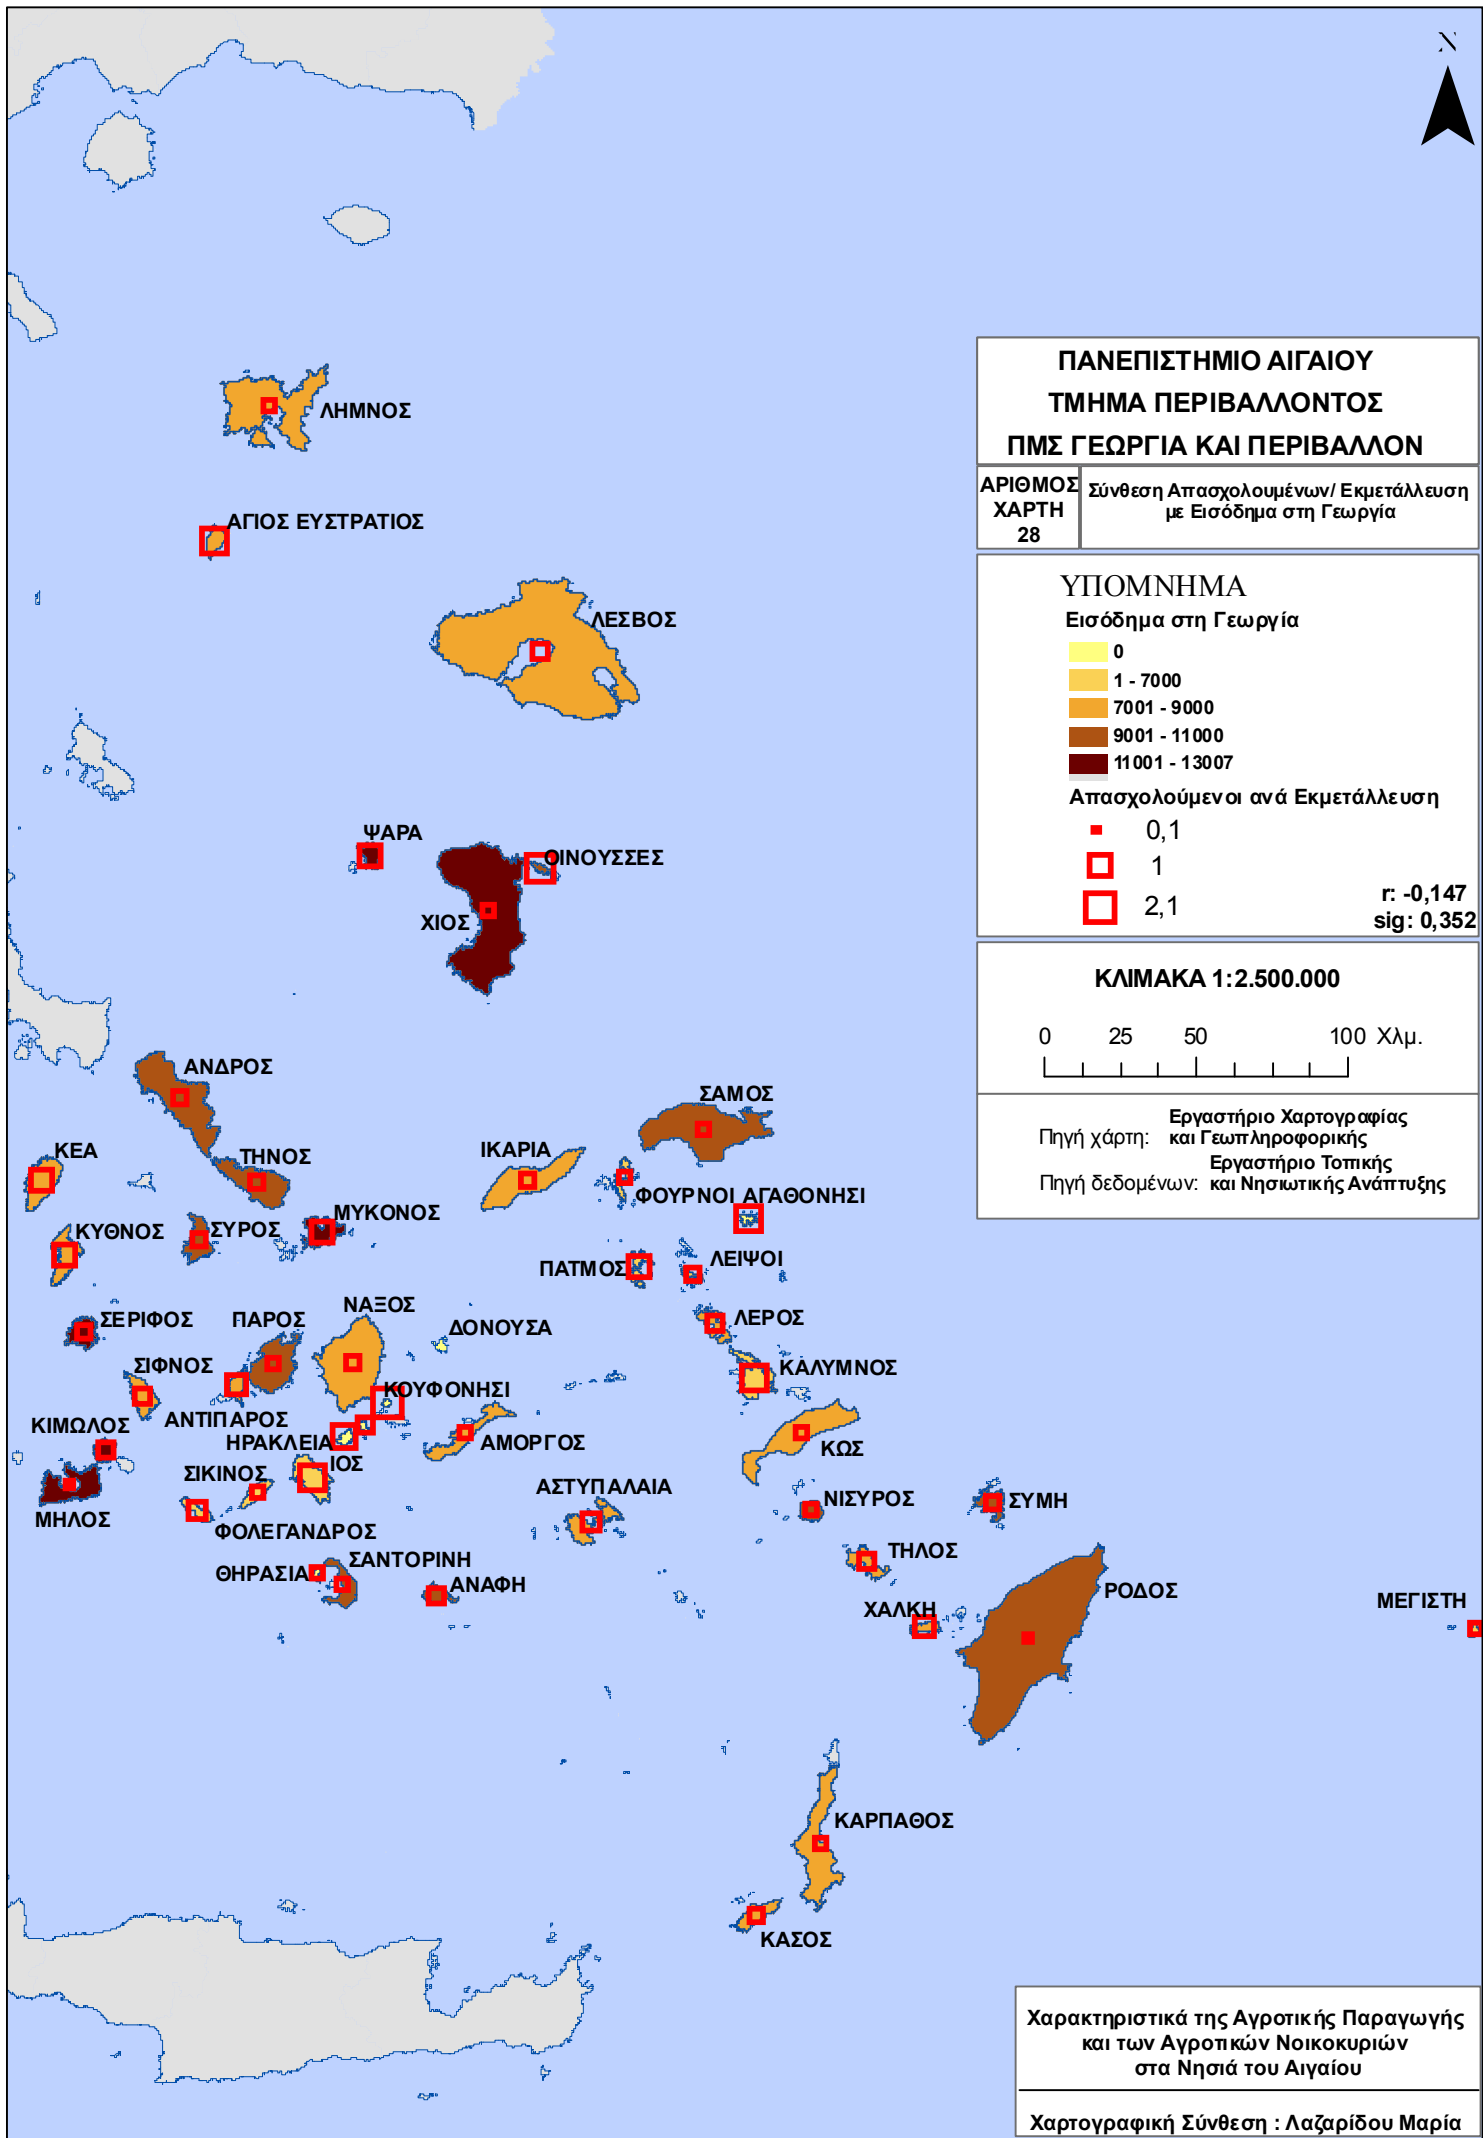 N
ΠΑΝΕΠΙΣΤΗΜΙΟ ΑΙΓΑΙΟΥ
ΤΜΗΜΑ ΠΕΡΙΒΑΛΛΟΝΤΟΣ
ΠΜΣ ΓΕΩΡΓΙΑ ΚΑΙ ΠΕΡΙΒΑΛΛΟΝ
ΑΡΙΘΜΟΣ
ΧΑΡΤΗ
28
Σύνθεση Απασχολουμένων/ Εκμετάλλευση
με Εισόδημα στη Γεωργία
ΥΠΟΜΝΗΜΑ
Εισόδημα στη Γεωργία
0
1 - 7000
7001 - 9000
9001 - 11000
11001 - 13007
Απασχολούμενοι ανά Εκμετάλλευση
0,1
1
2,1
r: -0,147
sig: 0,352
ΚΛΙΜΑΚΑ 1:2.500.000
0 25 50 100 Χλμ.
Πηγή χάρτη: Εργαστήριο Χαρτογραφίας
και Γεωπληροφορικής
Πηγή δεδομένων: Εργαστήριο Τοπικής
και Νησιωτικής Ανάπτυξης
ΛΗΜΝΟΣ
ΑΓΙΟΣ ΕΥΣΤΡΑΤΙΟΣ
ΛΕΣΒΟΣ
ΨΑΡΑ
ΟΙΝΟΥΣΣΕΣ
ΧΙΟΣ
ΑΝΔΡΟΣ
ΣΑΜΟΣ
ΚΕΑ
ΤΗΝΟΣ
ΙΚΑΡΙΑ
ΦΟΥΡΝΟΙ
ΑΓΑΘΟΝΗΣΙ
ΚΥΘΝΟΣ
ΣΥΡΟΣ
ΜΥΚΟΝΟΣ
ΠΑΤΜΟΣ
ΛΕΙΨΟΙ
ΣΕΡΙΦΟΣ
ΠΑΡΟΣ
ΝΑΞΟΣ
ΔΟΝΟΥΣΑ
ΛΕΡΟΣ
ΣΙΦΝΟΣ
ΚΑΛΥΜΝΟΣ
ΚΟΥΦΟΝΗΣΙ
ΑΝΤΙΠΑΡΟΣ
ΚΙΜΩΛΟΣ
ΗΡΑΚΛΕΙΑ
ΑΜΟΡΓΟΣ
ΚΩΣ
ΙΟΣ
ΣΙΚΙΝΟΣ
ΑΣΤΥΠΑΛΑΙΑ
ΝΙΣΥΡΟΣ
ΣΥΜΗ
ΜΗΛΟΣ
ΦΟΛΕΓΑΝΔΡΟΣ
ΤΗΛΟΣ
ΣΑΝΤΟΡΙΝΗ
ΘΗΡΑΣΙΑ
ΑΝΑΦΗ
ΡΟΔΟΣ
ΧΑΛΚΗ
ΜΕΓΙΣΤΗ
ΚΑΡΠΑΘΟΣ
ΚΑΣΟΣ
Χαρακτηριστικά της Αγροτικής Παραγωγής
και των Αγροτικών Νοικοκυριών
στα Νησιά του Αιγαίου
Χαρτογραφική Σύνθεση : Λαζαρίδου Μαρία